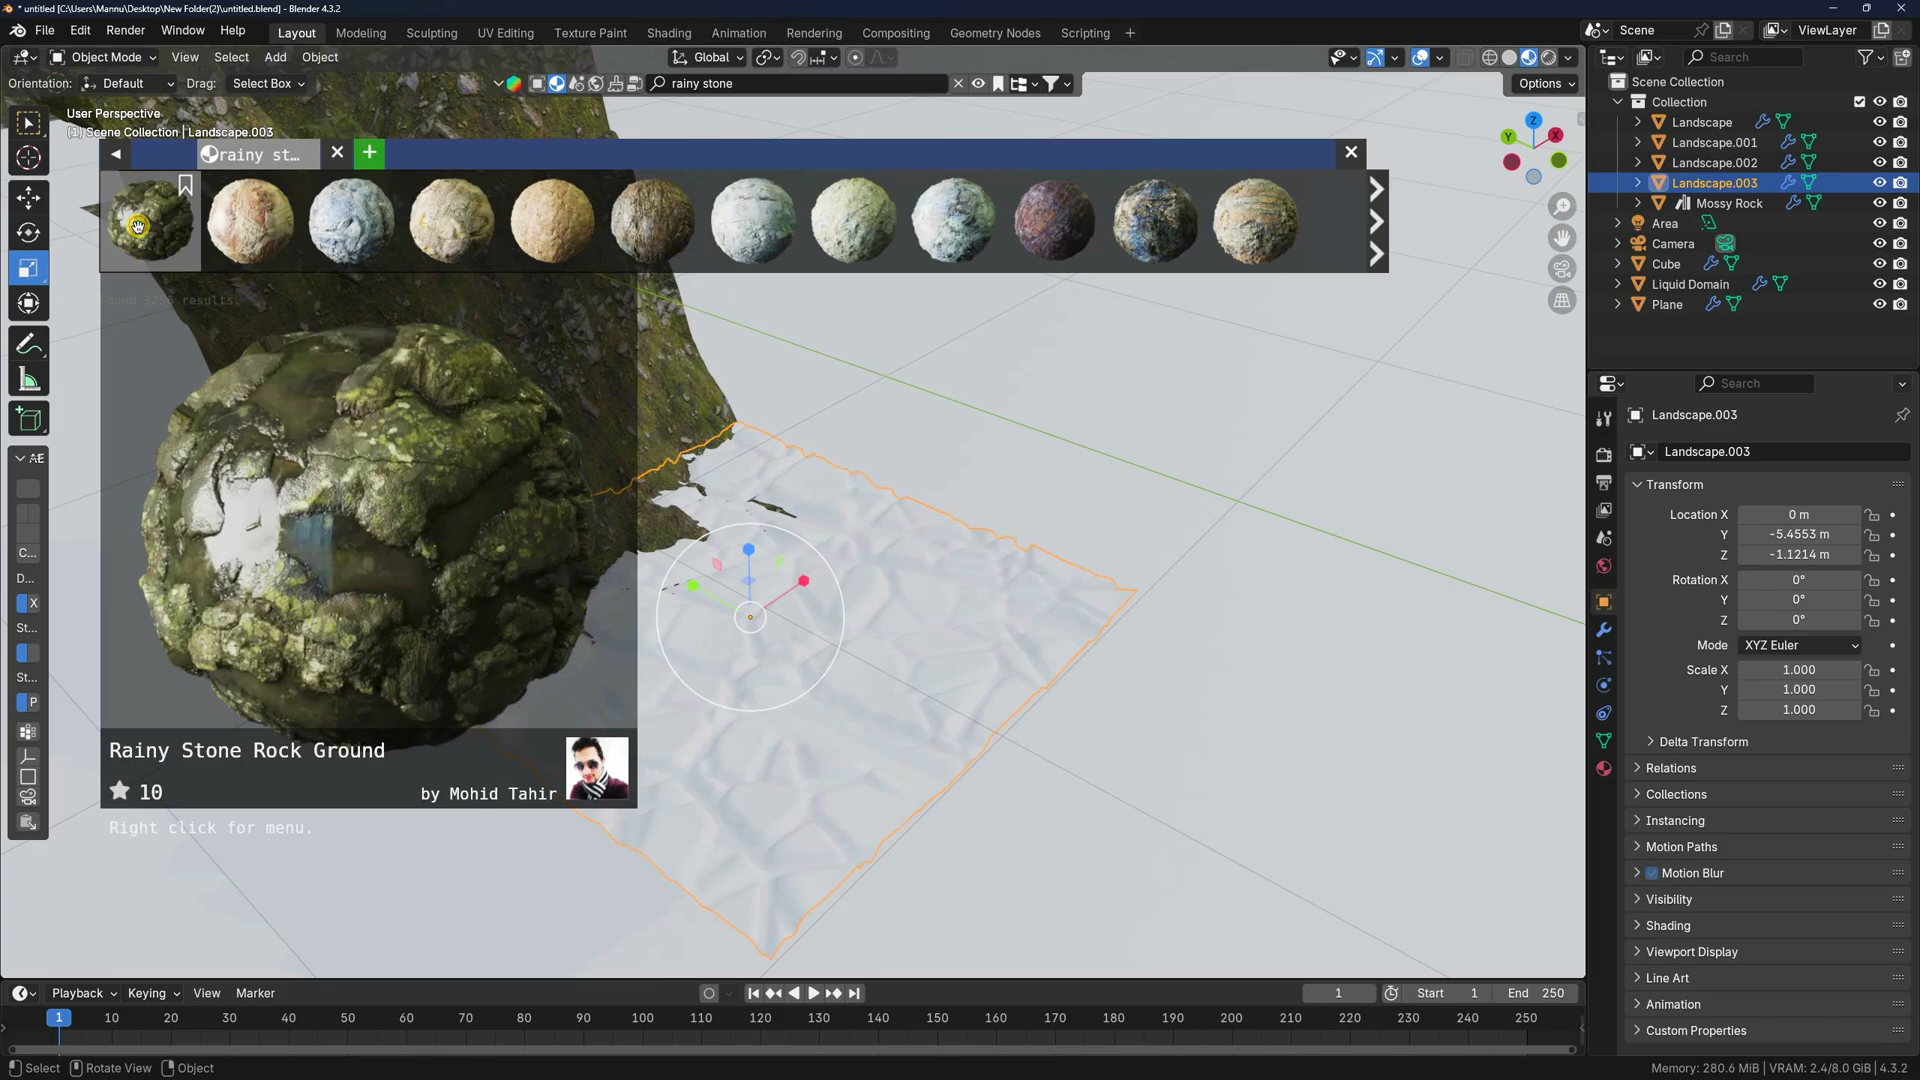 * untitled [C:\Users\Mannu\Desktop\New Folder(2)\untitled.blend] - Blender 4.3.2
File Edit Render Window Help Layout Modeling Sculpting UV Editing Texture Paint Shading Animation Rendering Compositing Geometry Nodes Scripting + Scene ViewLayer
Object Mode View Select Add Object Global Search
Orientation: Default Drag: Select Box rainy stone Options
User Perspective
(1) Scene Collection | Landscape.003
rainy st...
3256 results.
Rainy Stone Rock Ground
10
by Mohid Tahir
Right click for menu.
AE
C...
D...
X
St...
St...
P
X
Y
Z
Scene Collection
Collection
Landscape
Landscape.001
Landscape.002
Landscape.003
Mossy Rock
Area
Camera
Cube
Liquid Domain
Plane
Search
Landscape.003
Landscape.003
Transform
Location X 0 m
Y -5.4553 m
Z -1.1214 m
Rotation X 0°
Y 0°
Z 0°
Mode XYZ Euler
Scale X 1.000
Y 1.000
Z 1.000
Delta Transform
Relations
Collections
Instancing
Motion Paths
Motion Blur
Visibility
Shading
Viewport Display
Line Art
Animation
Custom Properties
Playback Keying View Marker 1 Start 1 End 250
1 10 20 30 40 50 60 70 80 90 100 110 120 130 140 150 160 170 180 190 200 210 220 230 240 250
Select Rotate View Object Memory: 280.6 MiB | VRAM: 2.4/8.0 GiB | 4.3.2